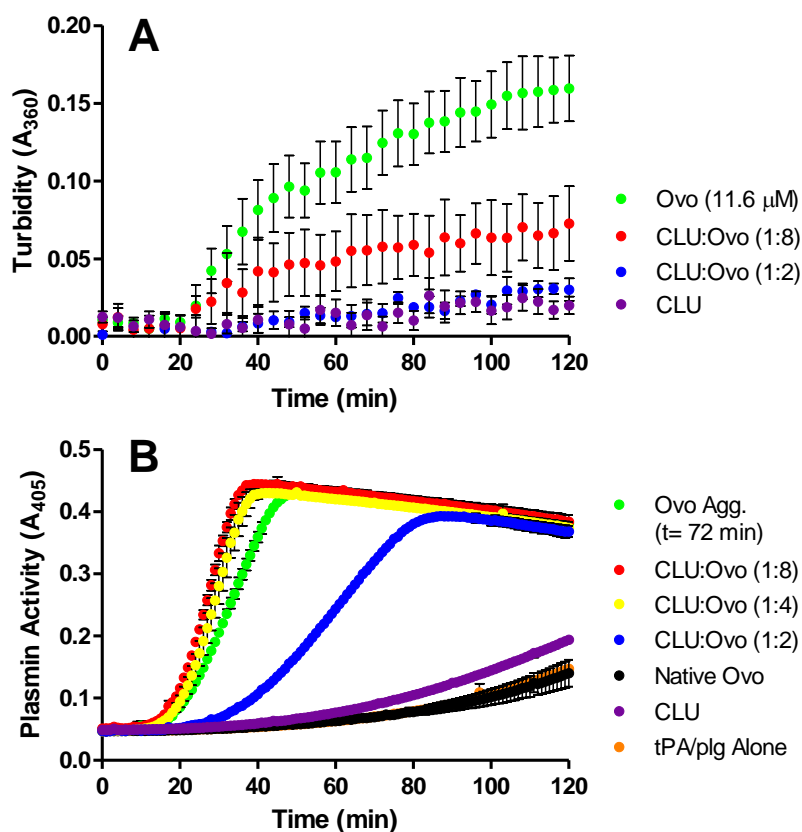 A
0.20
0.15
0.10
0.05
0.00
Turbidity (A360)
0 20 40 60 80 100 120
Time (min)
Ovo (11.6 μM)
CLU:Ovo (1:8)
CLU:Ovo (1:2)
CLU
B
0.5
0.4
0.3
0.2
0.1
0.0
Plasmin Activity (A405)
0 20 40 60 80 100 120
Time (min)
Ovo Agg.
(t= 72 min)
CLU:Ovo (1:8)
CLU:Ovo (1:4)
CLU:Ovo (1:2)
Native Ovo
CLU
tPA/plg Alone